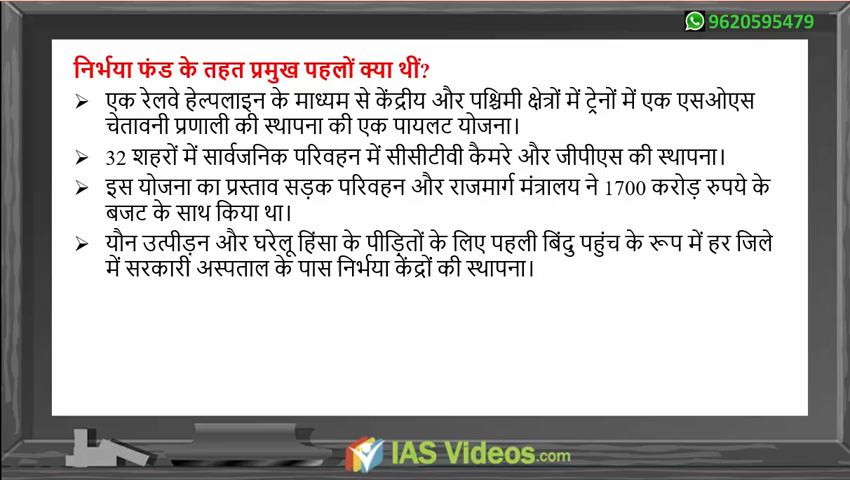 9620595479
निर्भया फंड के तहत प्रमुख पहलों क्या थीं?
➤ एक रेलवे हेल्पलाइन के माध्यम से केंद्रीय और पश्चिमी क्षेत्रों में ट्रेनों में एक एसओएस
चेतावनी प्रणाली की स्थापना की एक पायलट योजना।
➤ 32 शहरों में सार्वजनिक परिवहन में सीसीटीवी कैमरे और जीपीएस की स्थापना।
➤ इस योजना का प्रस्ताव सड़क परिवहन और राजमार्ग मंत्रालय ने 1700 करोड़ रुपये के
बजट के साथ किया था।
➤ यौन उत्पीड़न और घरेलू हिंसा के पीड़ितों के लिए पहली बिंदु पहुंच के रूप में हर जिले
में सरकारी अस्पताल के पास निर्भया केंद्रों की स्थापना।
IAS Videos.com